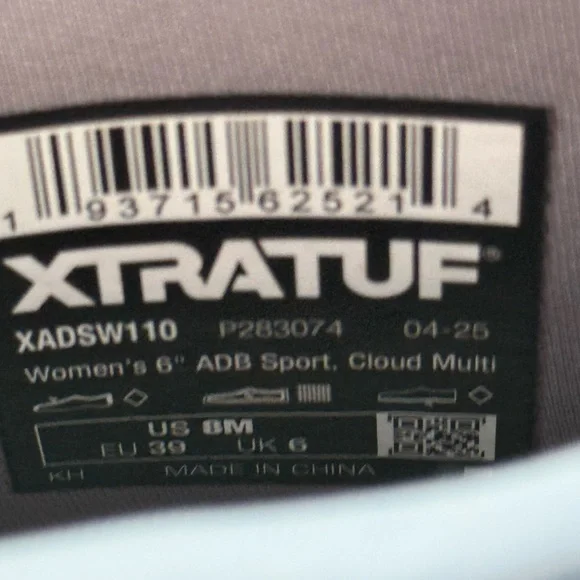 1 93715 62521 4
XTRATUF®
XADSW110 P283074 04-25
Women's 6" ADB Sport, Cloud Multi
US 8M
EU 39 UK 6
KH MADE IN CHINA